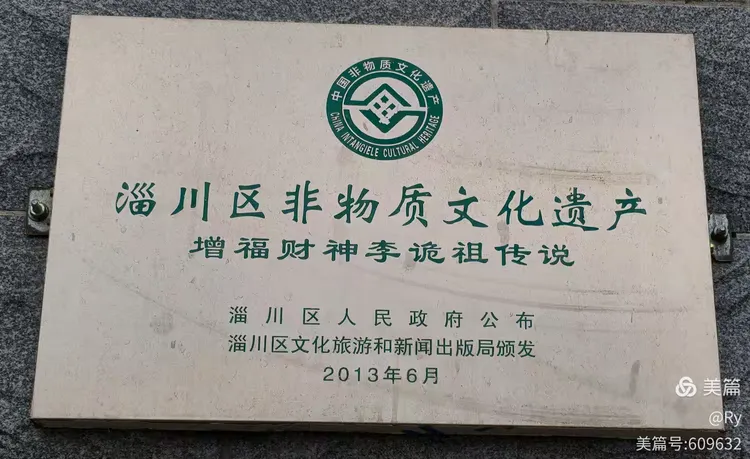 中国非物质文化遗产
CHINA INTANGIELE CULTURAL HERITAGE
淄川区非物质文化遗产
增福财神李诡祖传说
淄川区人民政府公布
淄川区文化旅游和新闻出版局颁发
2013年6月
美篇
@Ry
美篇号:609632